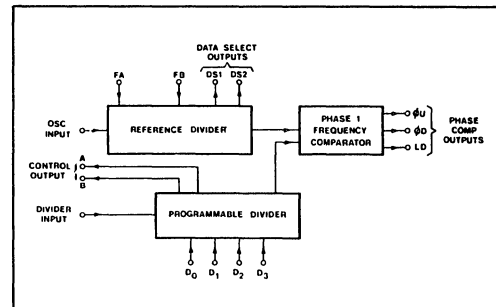 DATA SELECT
OUTPUTS
FA FB DS1 DS2
OSC
INPUT
REFERENCE DIVIDER
PHASE 1
FREQUENCY
COMPARATOR
ϕU
ϕD
LD
PHASE
COMP
OUTPUTS
CONTROL
OUTPUT
A
B
DIVIDER
INPUT
PROGRAMMABLE DIVIDER
D0 D1 D2 D3